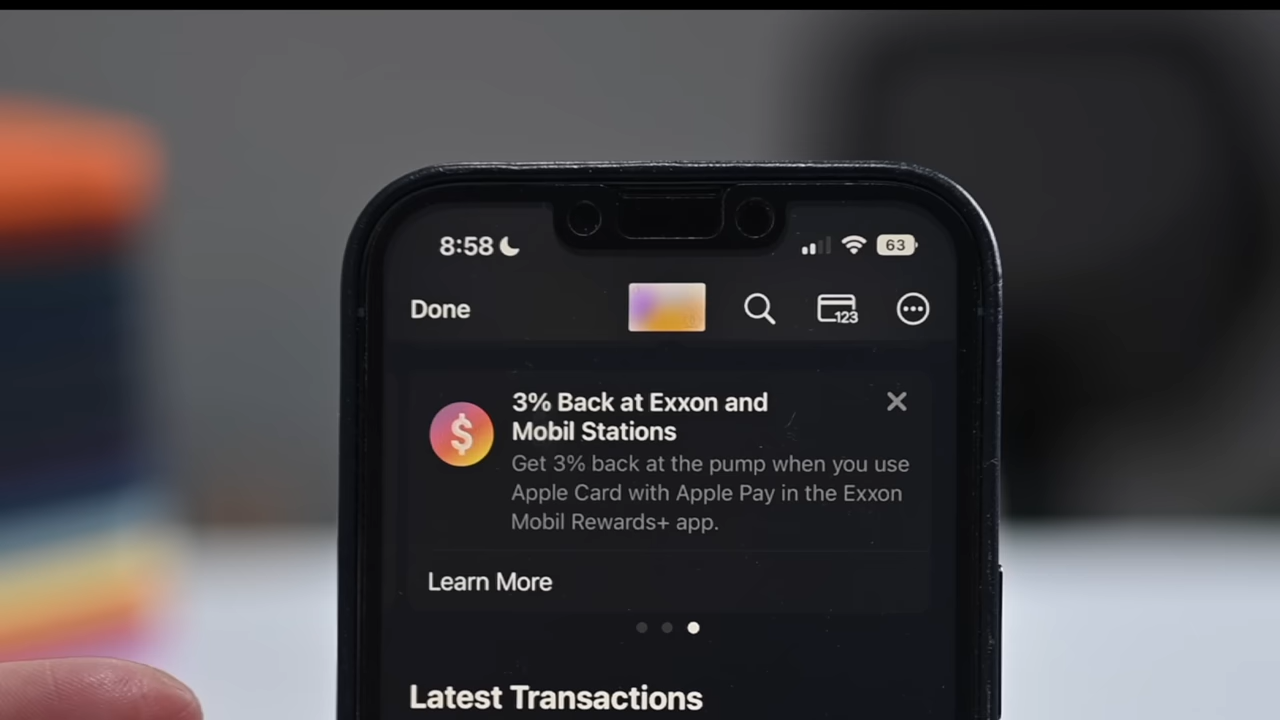 8:58
63
Done
123
3% Back at Exxon and
Mobil Stations
Get 3% back at the pump when you use
Apple Card with Apple Pay in the Exxon
Mobil Rewards+ app.
Learn More
Latest Transactions